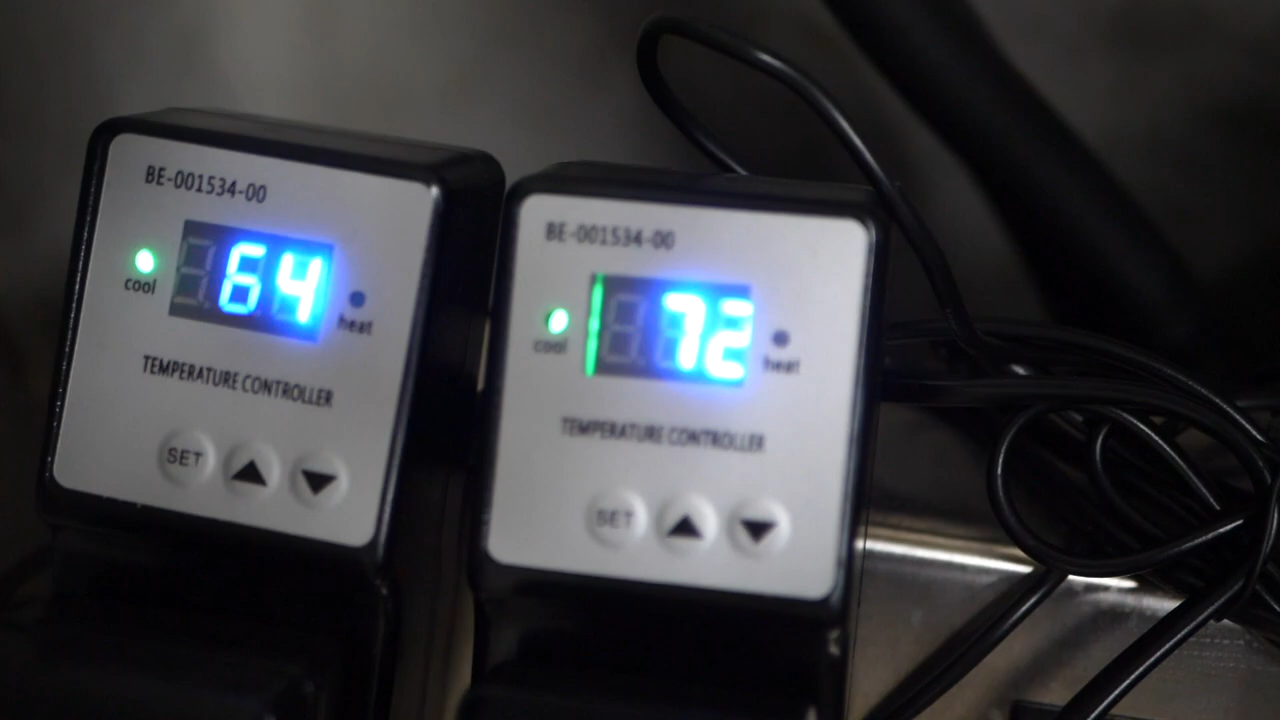 BE-001534-00
64
cool
heat
TEMPERATURE CONTROLLER
SET
BE-001534-00
72
cool
heat
TEMPERATURE CONTROLLER
SET